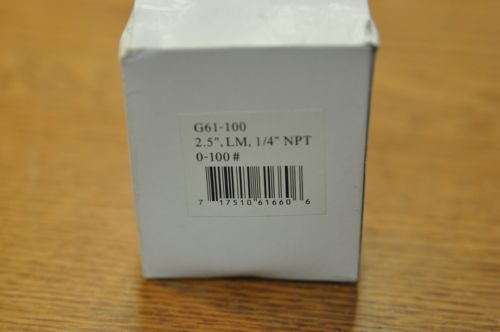 G61-100
2.5", LM, 1/4" NPT
0-100#
7 17510 61660 6